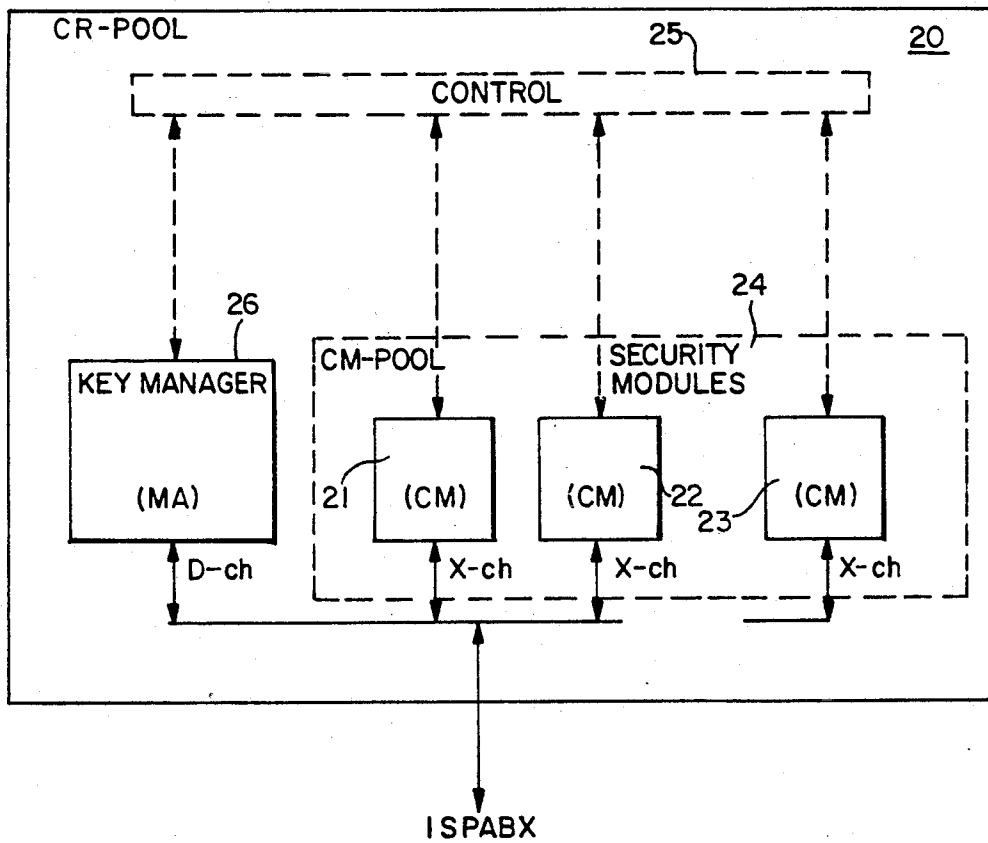 CR-POOL
25
20
CONTROL
26
24
KEY MANAGER
(MA)
CM-POOL
SECURITY
MODULES
21
(CM)
(CM)
22
23
(CM)
D-ch
X-ch
X-ch
X-ch
ISPABX